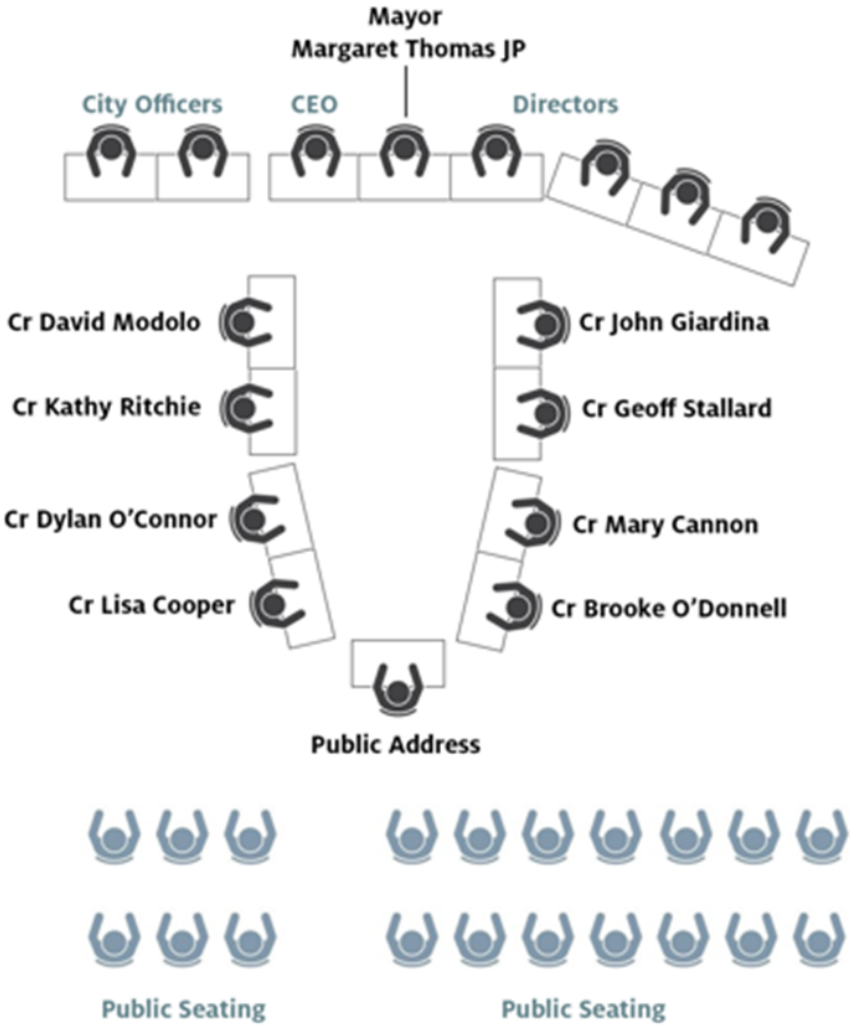 Mayor
Margaret Thomas JP
City Officers
CEO
Directors
Cr David Modolo
Cr John Giardina
Cr Kathy Ritchie
Cr Geoff Stallard
Cr Dylan O’Connor
Cr Mary Cannon
Cr Lisa Cooper
Cr Brooke O’Donnell
Public Address
Public Seating
Public Seating